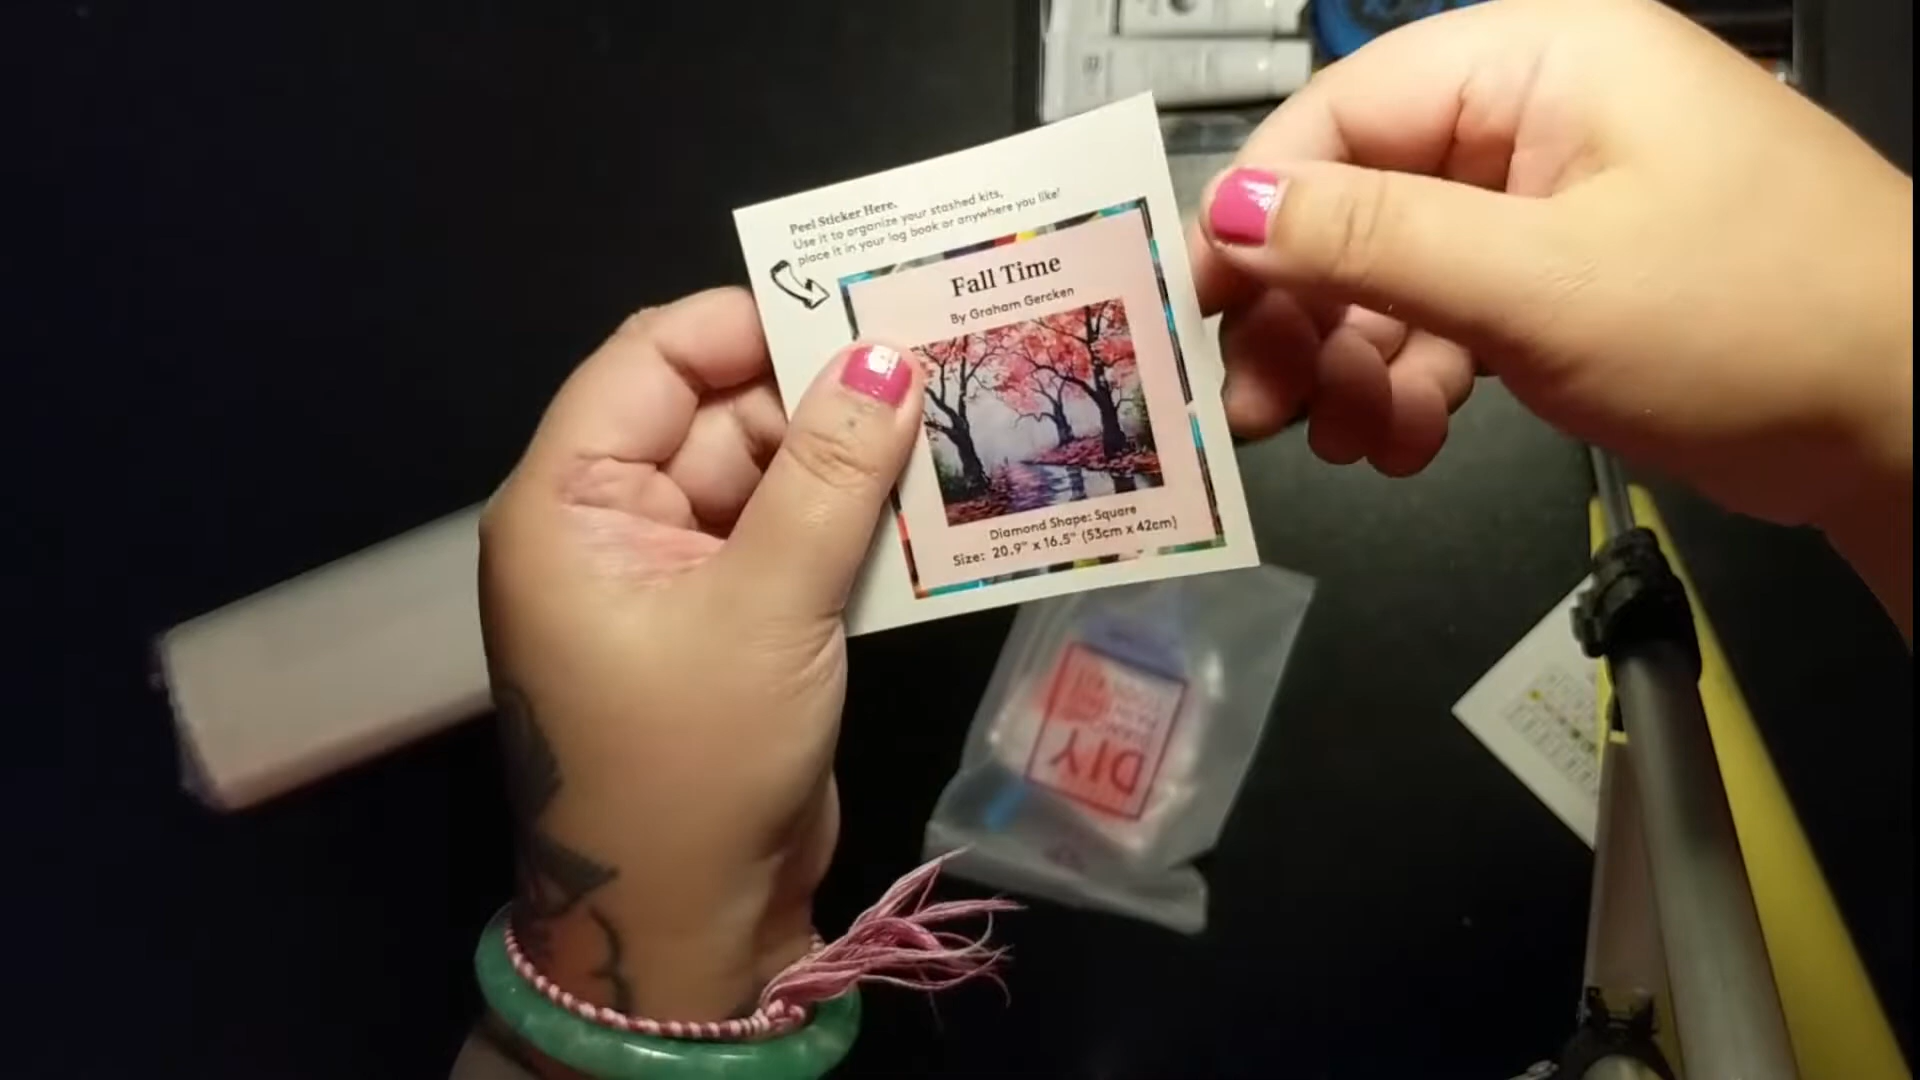 Peel Sticker Here.
Use it to organize your stashed kits,
place it in your log book or anywhere you like!
Fall Time
By Graham Gercken
Diamond Shape: Square
Size: 20.9" x 16.5" (53cm x 42cm)
DIY